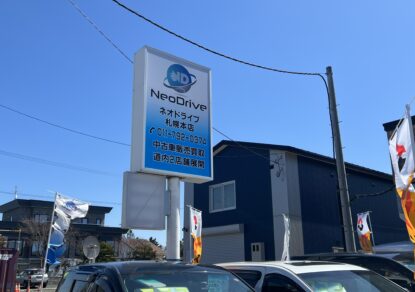 ND
NeoDrive
ネオドライブ
札幌本店
011-792-0374
中古車販売買取
道内2店舗展開